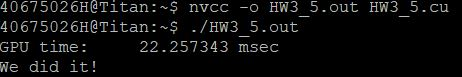 40675026H@Titan:~$ nvcc -o HW3_5.out HW3_5.cu
40675026H@Titan:~$ ./HW3_5.out
GPU time:     22.257343 msec
We did it!